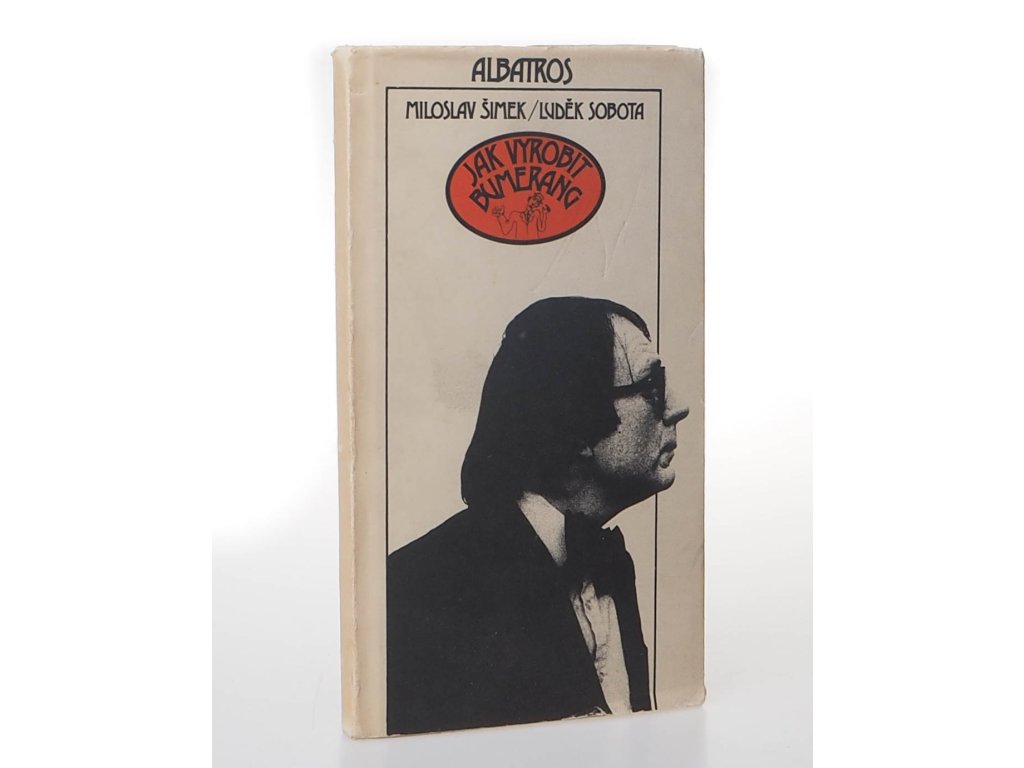 ALBATROS
MILOSLAV ŠIMEK/LUDĚK SOBOTA
JAK VYROBIT
BUMERANG